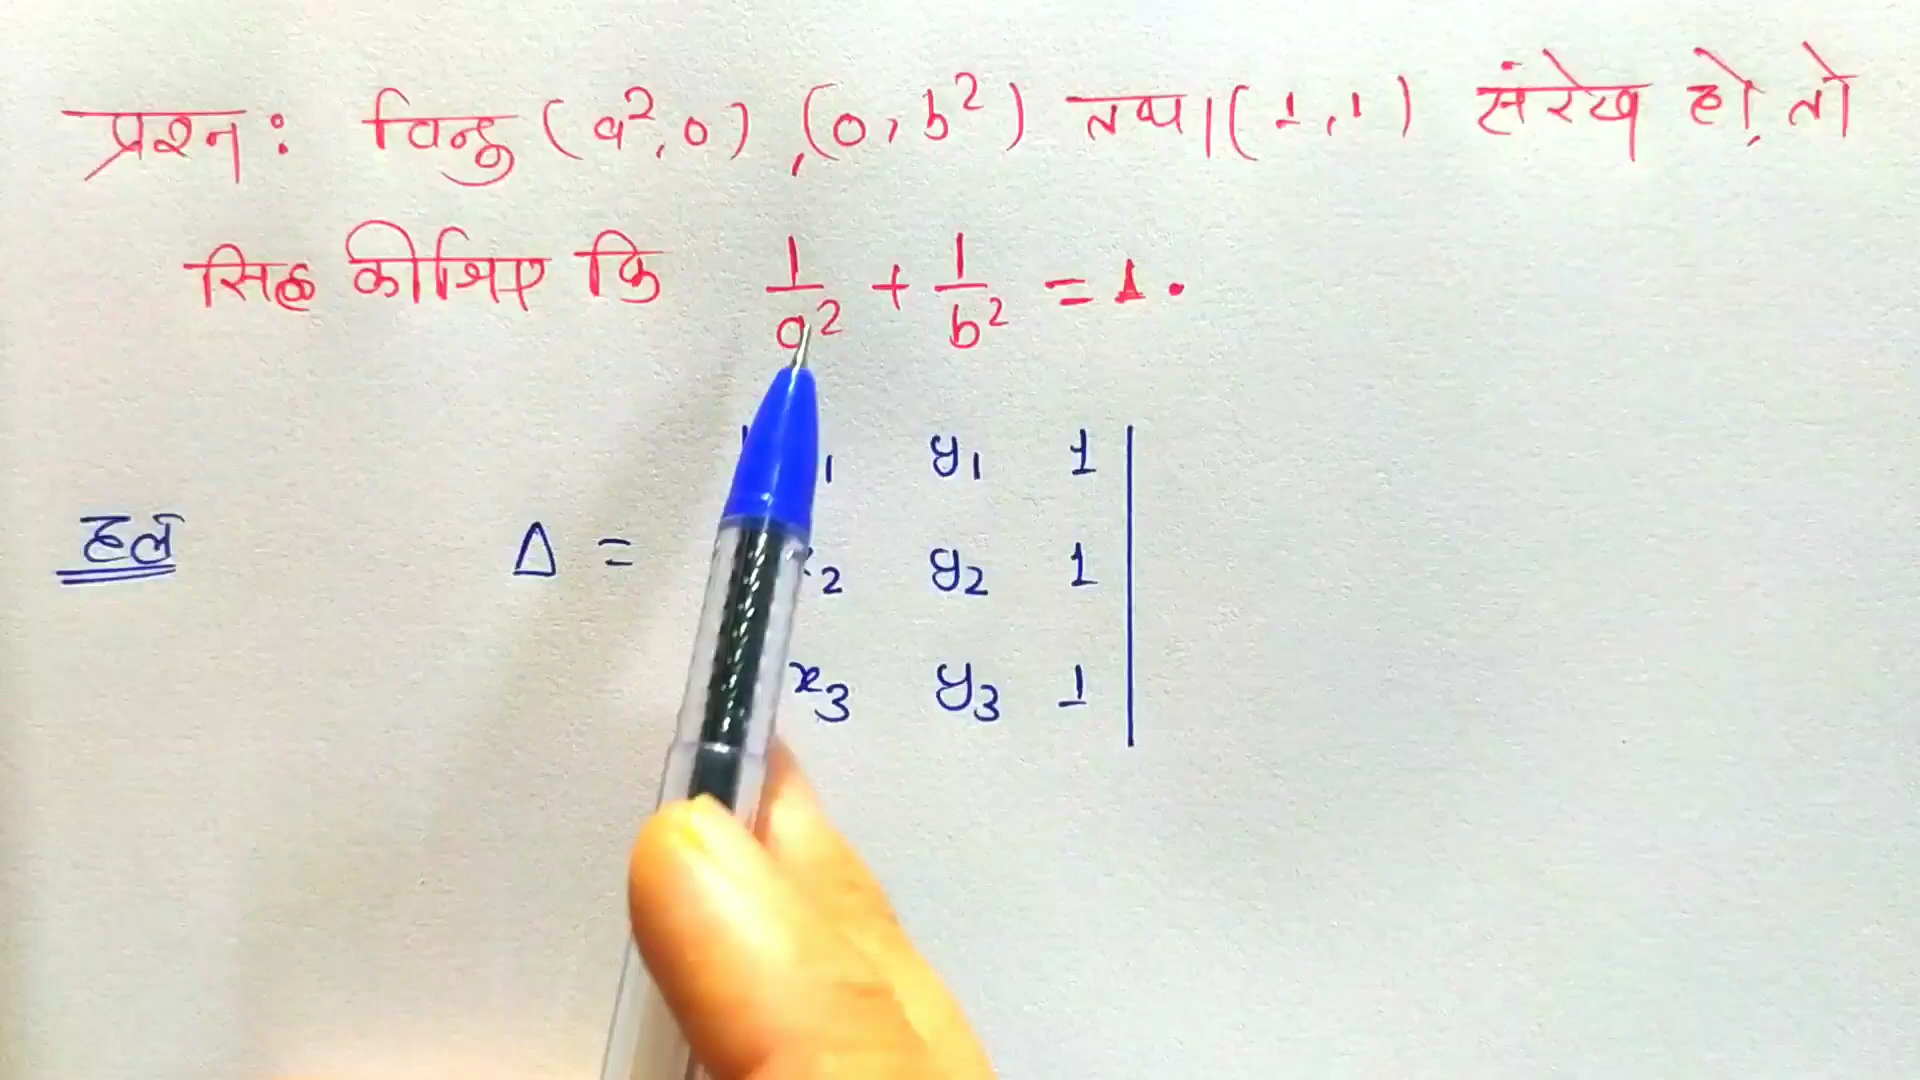 प्रश्न: विन्दु (a²,0), (0, b²) तथा (1,1) संरेख हो, तो
सिद्ध कीजिए कि 1/a² + 1/b² = 1.
हल Δ =
₁ y₁ 1
₂ y₂ 1
x₃ y₃ 1